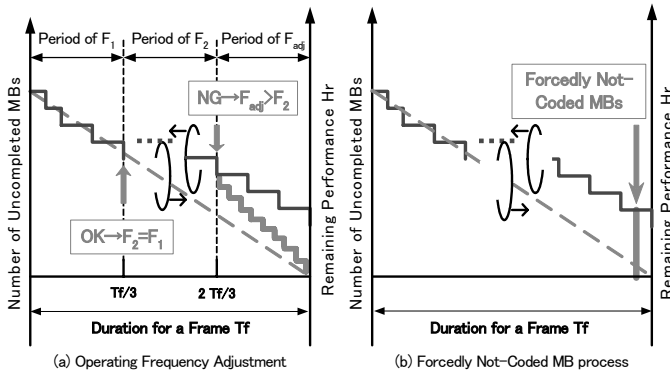 Period of F1
Period of F2
Period of Fadj
Number of Uncompleted MBs
NG→Fadj>F2
OK→F2=F1
Remaining Performance Hr
Tf/3
2 Tf/3
Duration for a Frame Tf
(a) Operating Frequency Adjustment
Number of Uncompleted MBs
Forcedly Not-
Coded MBs
Remaining Performance Hr
Duration for a Frame Tf
(b) Forcedly Not-Coded MB process